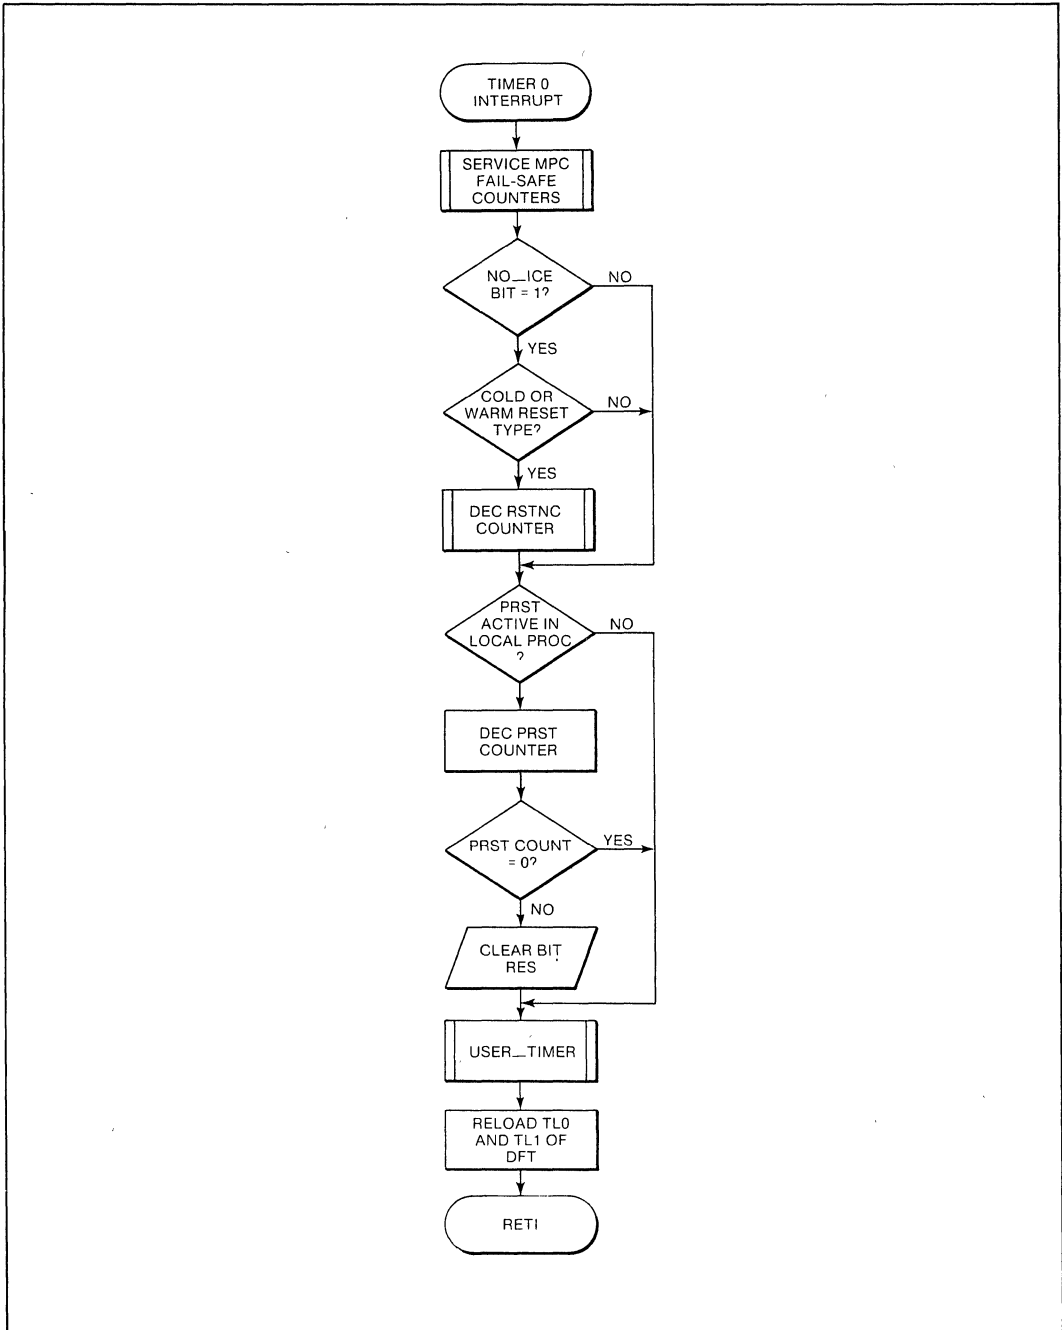 TIMER 0
INTERRUPT
SERVICE MPC
FAIL-SAFE
COUNTERS
NO_ICE
BIT = 1?
NO
YES
COLD OR
WARM RESET
TYPE?
NO
YES
DEC RSTNC
COUNTER
PRST
ACTIVE IN
LOCAL PROC
?
NO
DEC PRST
COUNTER
PRST COUNT
= 0?
YES
NO
CLEAR BIT
RES
USER_TIMER
RELOAD TL0
AND TL1 OF
DFT
RETI